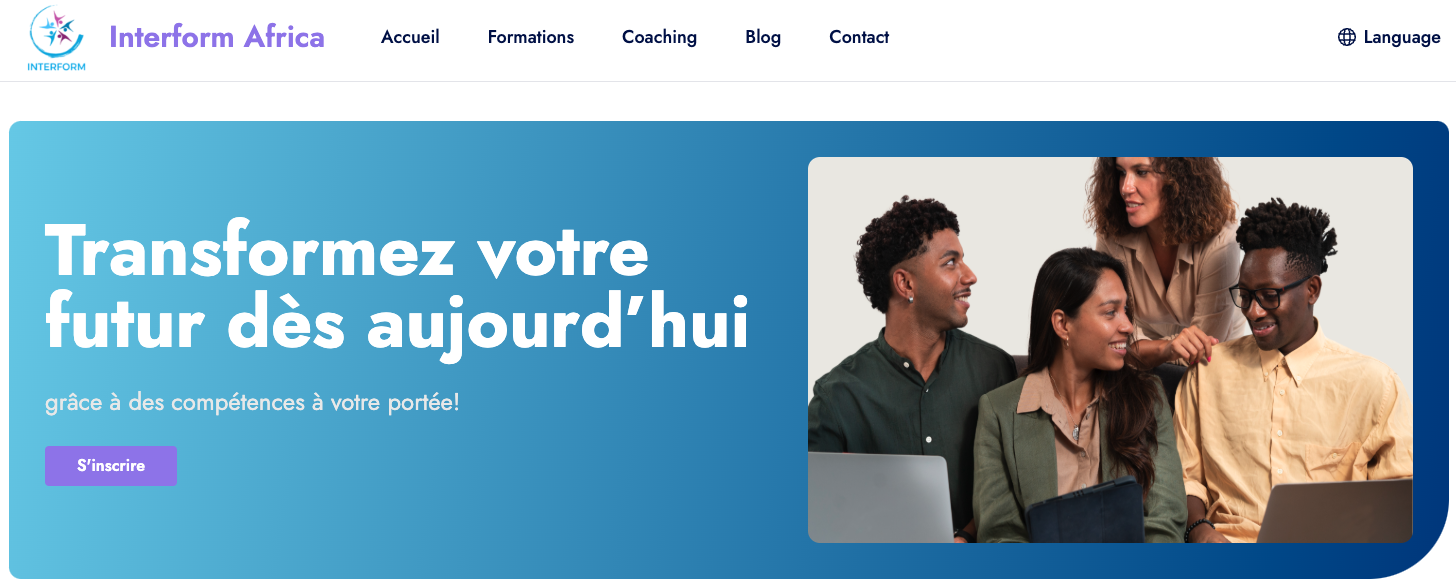 INTERFORM
Interform Africa
Accueil
Formations
Coaching
Blog
Contact
Language
Transformez votre
futur dès aujourd’hui
grâce à des compétences à votre portée!
S'inscrire